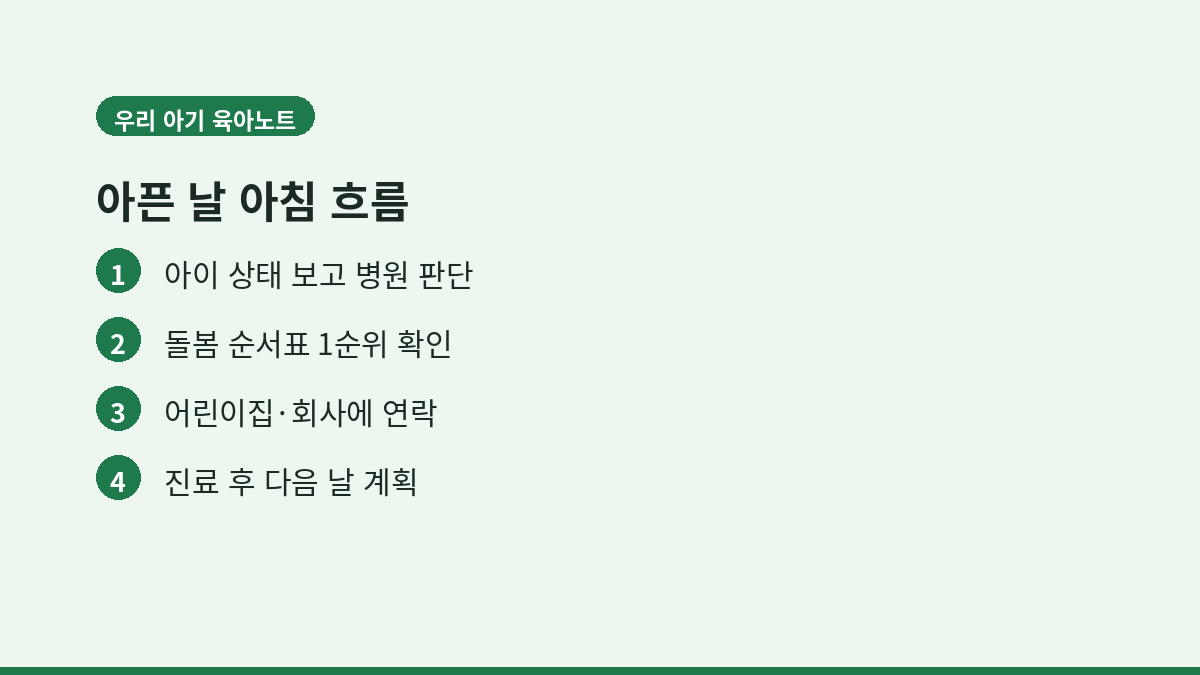 우리 아기 육아노트
아픈 날 아침 흐름
1 아이 상태 보고 병원 판단
2 돌봄 순서표 1순위 확인
3 어린이집·회사에 연락
4 진료 후 다음 날 계획